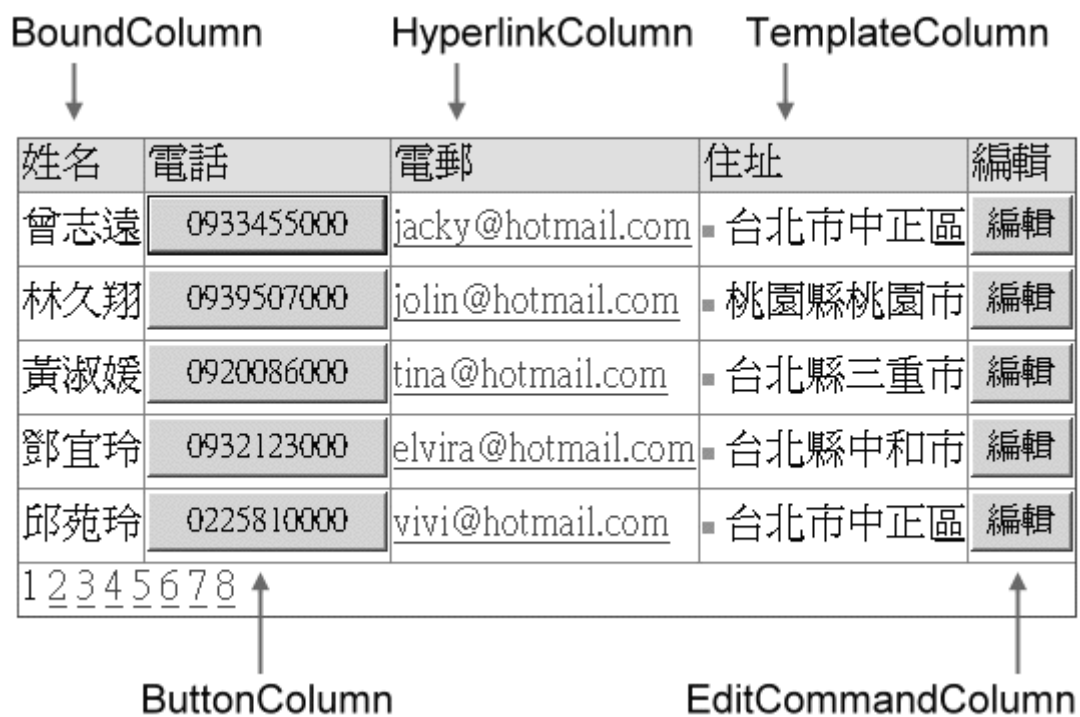 BoundColumn HyperlinkColumn TemplateColumn
姓名 電話 電郵 住址 編輯
曾志遠 0933455000 jacky@hotmail.com 台北市中正區 編輯
林久翔 0939507000 jolin@hotmail.com 桃園縣桃園市 編輯
黃淑媛 0920086000 tina@hotmail.com 台北縣三重市 編輯
鄧宜玲 0932123000 elvira@hotmail.com 台北縣中和市 編輯
邱苑玲 0225810000 vivi@hotmail.com 台北市中正區 編輯
1 2 3 4 5 6 7 8
ButtonColumn EditCommandColumn